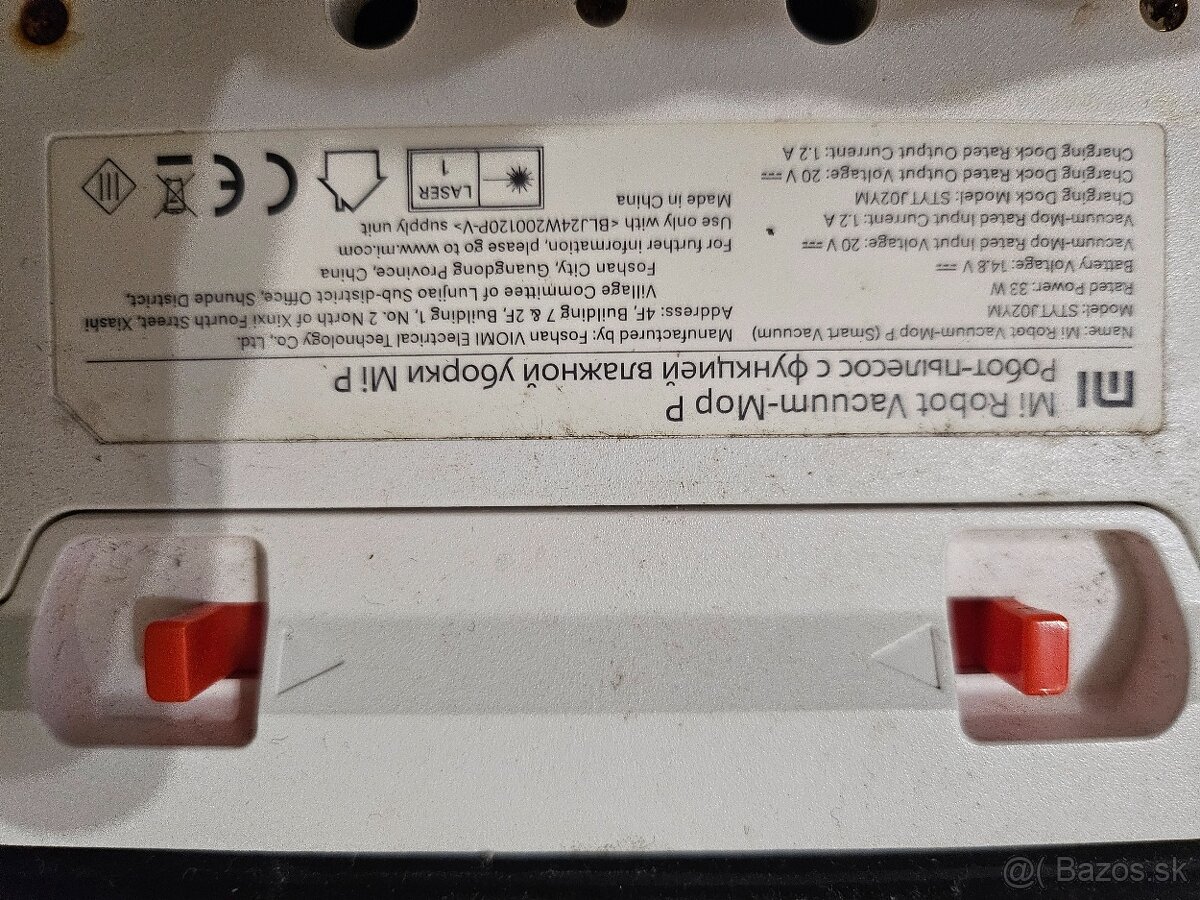 mi Mi Robot Vacuum-Mop P
Робот-пылесос с функцией влажной уборки Mi P
Name: Mi Robot Vacuum-Mop P (Smart Vacuum)
Model: STYTJ02YM
Rated Power: 33 W
Battery Voltage: 14.8 V ⎓
Vacuum-Mop Rated Input Voltage: 20 V ⎓
Vacuum-Mop Rated Input Current: 1.2 A
Charging Dock Model: STYTJ02YM
Charging Dock Rated Output Voltage: 20 V ⎓
Charging Dock Rated Output Current: 1.2 A
Manufactured by: Foshan VIOMI Electrical Technology Co., Ltd.
Address: 4F, Building 7 & 2F, Building 1, No. 2 North of Xinxi Fourth Street, Xiashi
Village Committee of Lunjiao Sub-district Office, Shunde District,
Foshan City, Guangdong Province, China
For further information, please go to www.mi.com
Use only with <BLJ24W200120P-V> supply unit
Made in China
LASER
1
CE
III
@( Bazos.sk